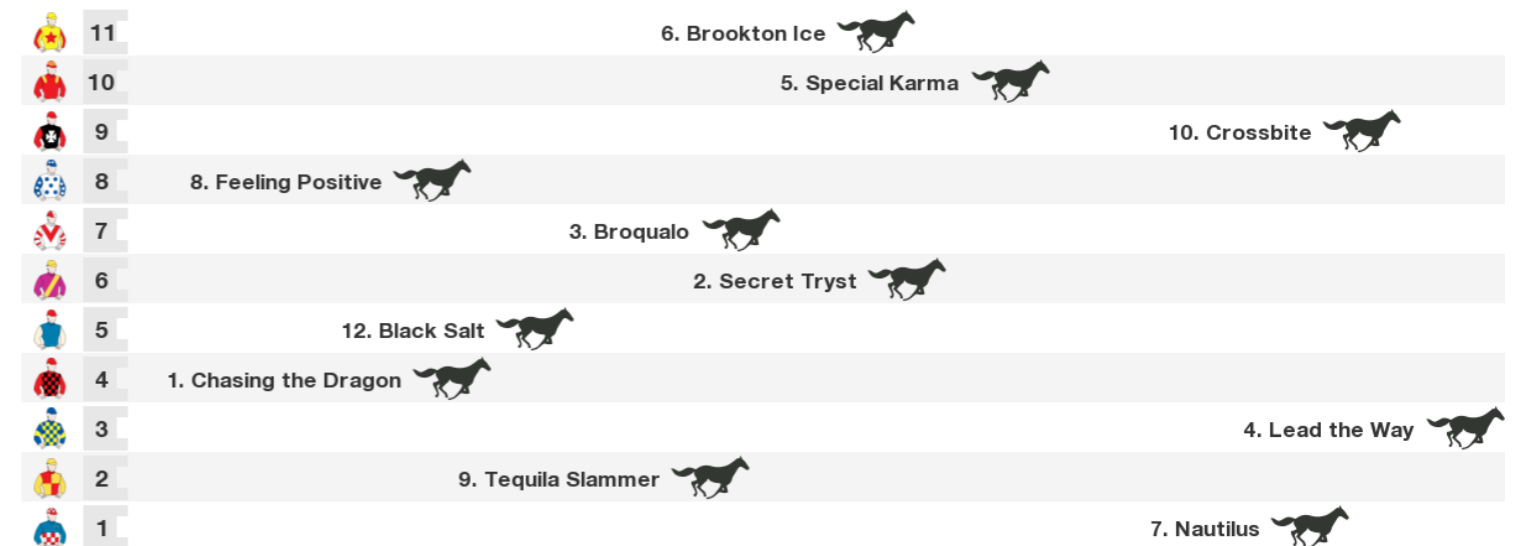 11 6. Brookton Ice
10 5. Special Karma
9 10. Crossbite
8 8. Feeling Positive
7 3. Broqualo
6 2. Secret Tryst
5 12. Black Salt
4 1. Chasing the Dragon
3 4. Lead the Way
2 9. Tequila Slammer
1 7. Nautilus